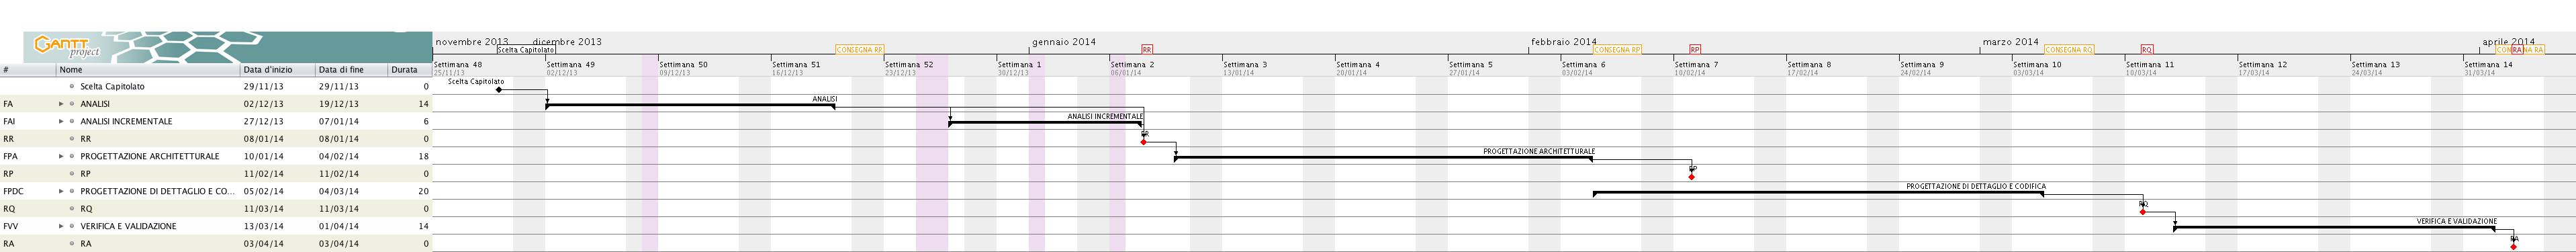 GANTT
project
novembre 2013 dicembre 2013 gennaio 2014 febbraio 2014 marzo 2014 aprile 2014
Scelta Capitolato CONSEGNA RR RR CONSEGNA RP RP CONSEGNA RQ RQ RA
# Nome Data d'inizio Data di fine Durata
Settimana 48 Settimana 49 Settimana 50 Settimana 51 Settimana 52 Settimana 1 Settimana 2 Settimana 3 Settimana 4 Settimana 5 Settimana 6 Settimana 7 Settimana 8 Settimana 9 Settimana 10 Settimana 11 Settimana 12 Settimana 13 Settimana 14
25/11/13 02/12/13 09/12/13 16/12/13 23/12/13 30/12/13 06/01/14 13/01/14 20/01/14 27/01/14 03/02/14 10/02/14 17/02/14 24/02/14 03/03/14 10/03/14 17/03/14 24/03/14 31/03/14
Scelta Capitolato 29/11/13 29/11/13 0 Scelta Capitolato
FA ANALISI 02/12/13 19/12/13 14 ANALISI
FAI ANALISI INCREMENTALE 27/12/13 07/01/14 6 ANALISI INCREMENTALE
RR RR 08/01/14 08/01/14 0
FPA PROGETTAZIONE ARCHITETTURALE 10/01/14 04/02/14 18 PROGETTAZIONE ARCHITETTURALE
RP RP 11/02/14 11/02/14 0
FPDC PROGETTAZIONE DI DETTAGLIO E CO... 05/02/14 04/03/14 20 PROGETTAZIONE DI DETTAGLIO E CODIFICA
RQ RQ 11/03/14 11/03/14 0
FVV VERIFICA E VALIDAZIONE 13/03/14 01/04/14 14 VERIFICA E VALIDAZIONE
RA RA 03/04/14 03/04/14 0